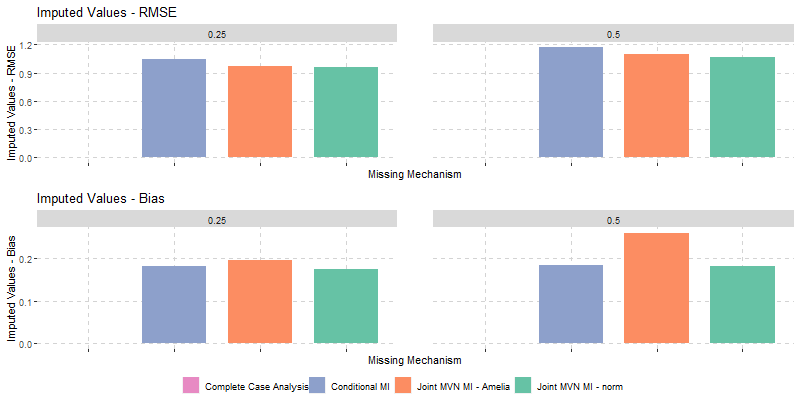 Imputed Values - RMSE
0.25 0.5
Imputed Values - RMSE
1.2
0.9
0.6
0.3
0.0
Missing Mechanism
Imputed Values - Bias
0.25 0.5
Imputed Values - Bias
0.2
0.1
0.0
Missing Mechanism
Complete Case Analysis Conditional MI Joint MVN MI - Amelia Joint MVN MI - norm